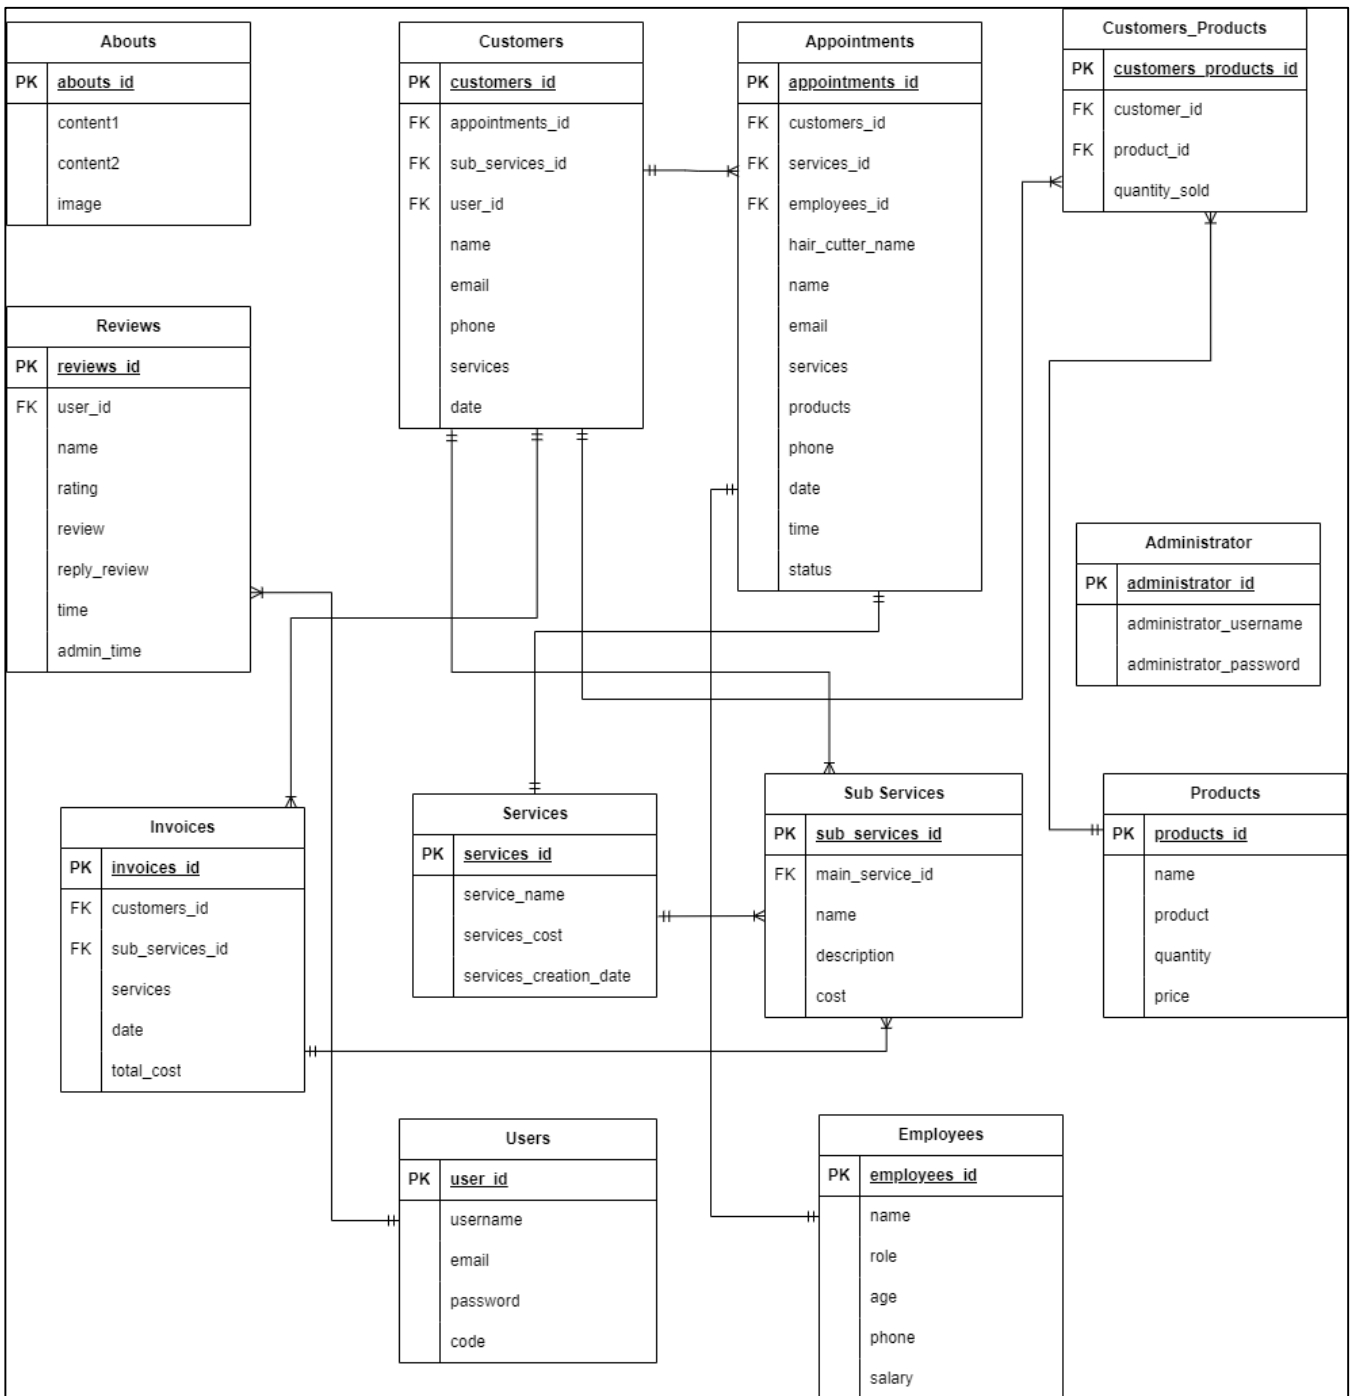 Abouts
PK abouts_id
content1
content2
image
Customers
PK customers_id
FK appointments_id
FK sub_services_id
FK user_id
name
email
phone
services
date
Appointments
PK appointments_id
FK customers_id
FK services_id
FK employees_id
hair_cutter_name
name
email
services
products
phone
date
time
status
Customers_Products
PK customers_products_id
FK customer_id
FK product_id
quantity_sold
Reviews
PK reviews_id
FK user_id
name
rating
review
reply_review
time
admin_time
Administrator
PK administrator_id
administrator_username
administrator_password
Invoices
PK invoices_id
FK customers_id
FK sub_services_id
services
date
total_cost
Services
PK services_id
service_name
services_cost
services_creation_date
Sub Services
PK sub_services_id
FK main_service_id
name
description
cost
Products
PK products_id
name
product
quantity
price
Users
PK user_id
username
email
password
code
Employees
PK employees_id
name
role
age
phone
salary